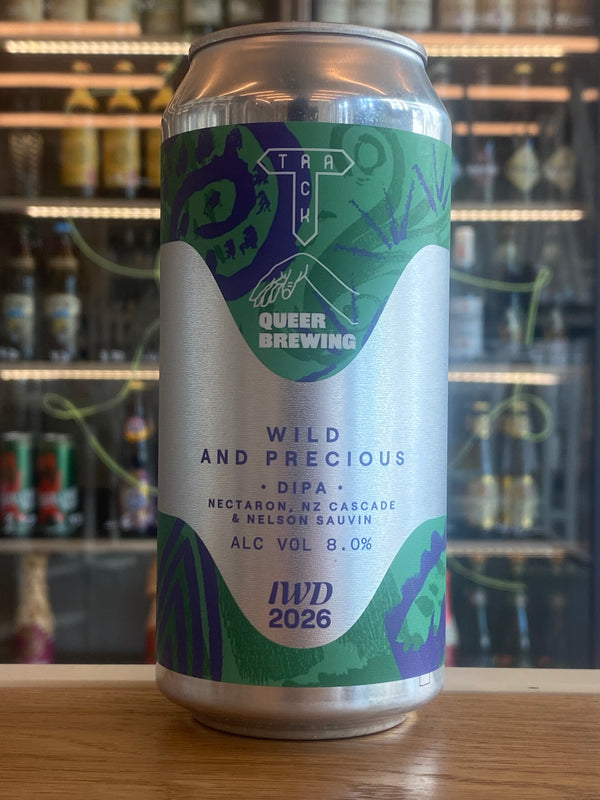 TRACK
QUEER
BREWING
WILD
AND PRECIOUS
• DIPA •
NECTARON, NZ CASCADE
& NELSON SAUVIN
ALC VOL 8.0%
IWD
2026